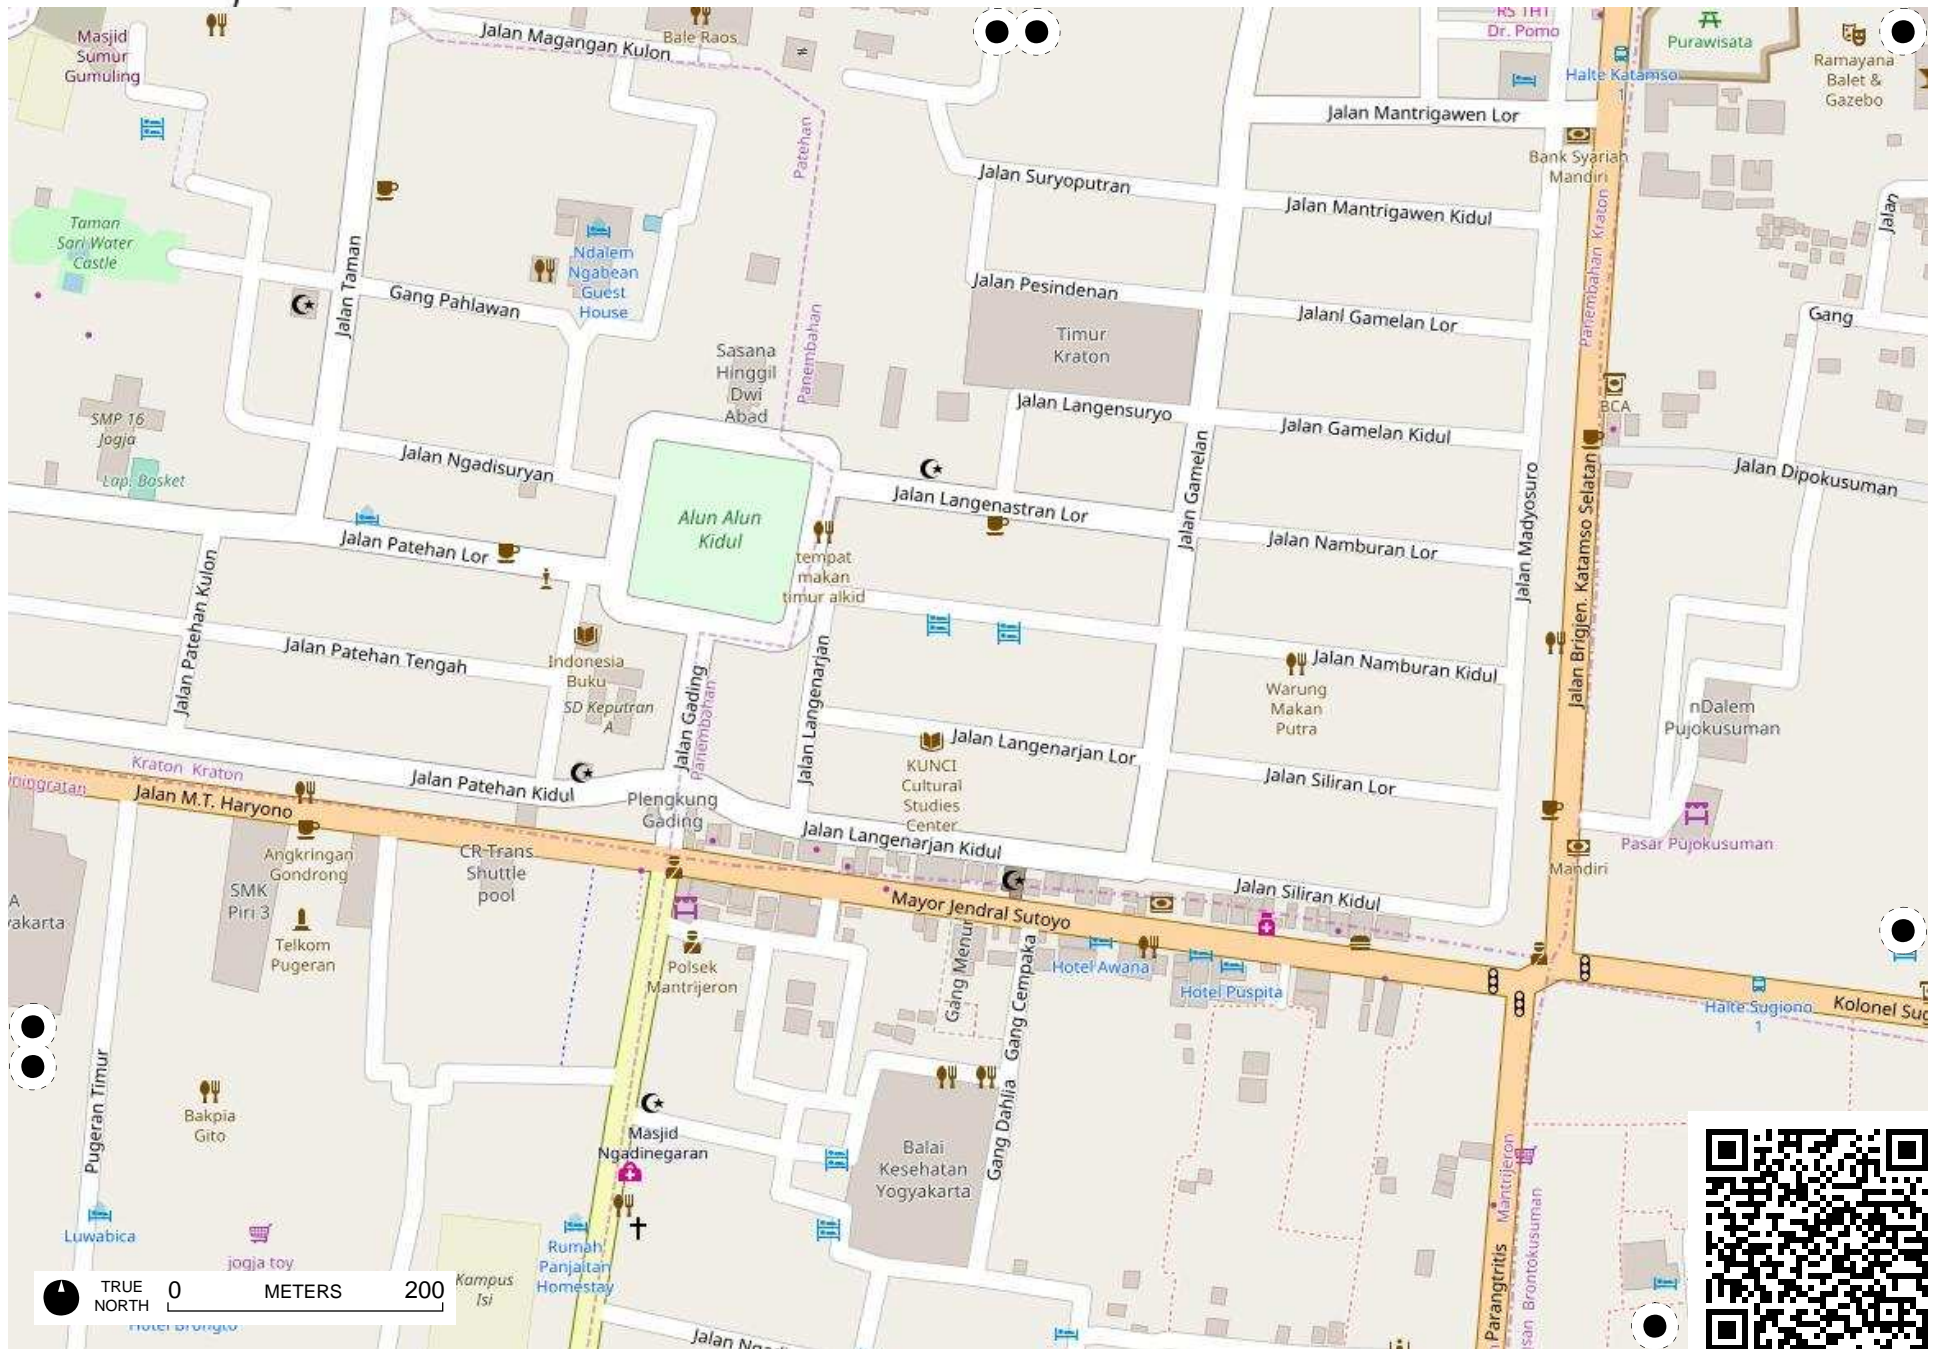 Masjid
Sumur
Gumuling
Jalan Magangan Kulon
Bale Raos
RS THT
Dr. Pomo
Halte Katamso
1
Purawisata
Ramayana
Balet &
Gazebo
Jalan Mantrigawen Lor
Bank Syariah
Mandiri
Patehan
Jalan Suryoputran
Jalan Mantrigawen Kidul
Panembahan Kraton
Jalan
Taman
Sari Water
Castle
Jalan Taman
Gang Pahlawan
Ndalem
Ngabean
Guest
House
Panembahan
Jalan Pesindenan
Timur
Kraton
Jalanl Gamelan Lor
Gang
Sasana
Hinggil
Dwi
Abad
SMP 16
Jogja
Lap. Basket
Jalan Langensuryo
Jalan Gamelan Kidul
BCA
Jalan Ngadisuryan
Jalan Dipokusuman
Jalan Langenastran Lor
Jalan Gamelan
Jalan Madyosuro
Jalan Brigjen. Katamso Selatan
Alun Alun
Kidul
Jalan Patehan Lor
Jalan Namburan Lor
tempat
makan
timur alkid
Jalan Patehan Kulon
Jalan Patehan Tengah
Indonesia
Buku
SD Keputran
A
Jalan Gading
Panembahan
Jalan Langenarjan
Jalan Namburan Kidul
Warung
Makan
Putra
nDalem
Pujokusuman
Jalan Langenarjan Lor
KUNCI
Cultural
Studies
Center
Jalan Siliran Lor
Kraton Kraton
Jalan Patehan Kidul
Jalan M.T. Haryono
Plengkung
Gading
Jalan Langenarjan Kidul
Pasar Pujokusuman
Mandiri
Angkringan
Gondrong
CR Trans
Shuttle
pool
SMK
Piri 3
Jalan Siliran Kidul
Mayor Jendral Sutoyo
Telkom
Pugeran
Polsek
Mantrijeron
Gang Cempaka
Hotel Awana
Hotel Puspita
Halte Sugiono
1
Kolonel Sug
Pugeran Timur
Bakpia
Gito
Masjid
Ngadinegaran
Gang Dahlia
Balai
Kesehatan
Yogyakarta
Mantrijeron
Brontokusuman
Luwabica
jogja toy
Rumah
Panjaitan
Homestay
Kampus
Isi
Parangtritis
TRUE
NORTH
0 METERS 200